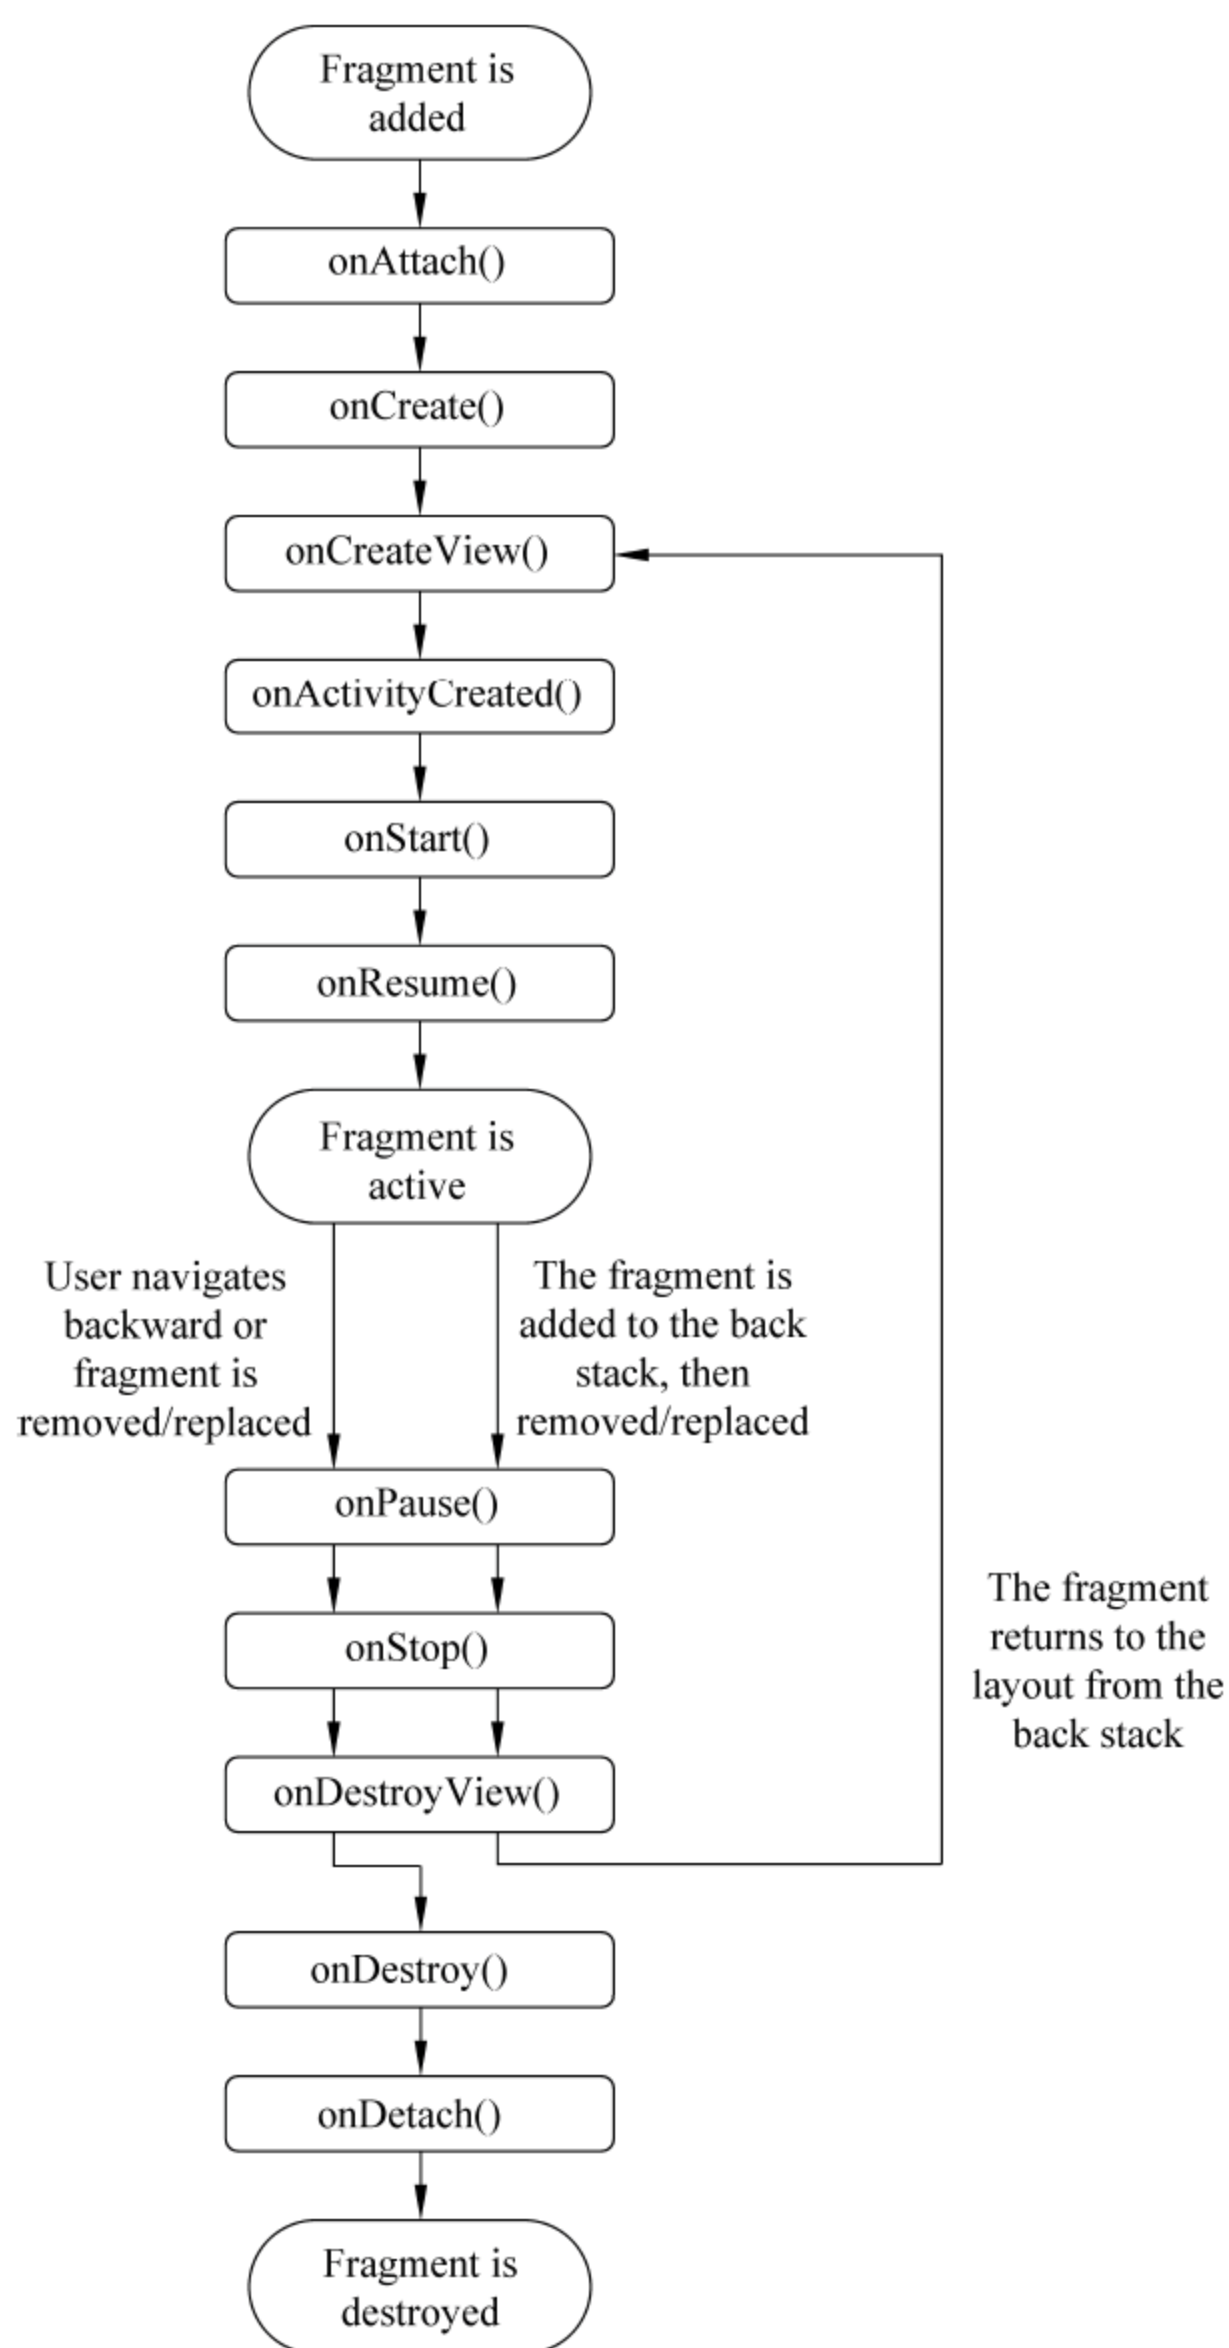 Fragment is
added
onAttach()
onCreate()
onCreateView()
onActivityCreated()
onStart()
onResume()
Fragment is
active
User navigates
backward or
fragment is
removed/replaced
The fragment is
added to the back
stack, then
removed/replaced
onPause()
onStop()
onDestroyView()
The fragment
returns to the
layout from the
back stack
onDestroy()
onDetach()
Fragment is
destroyed